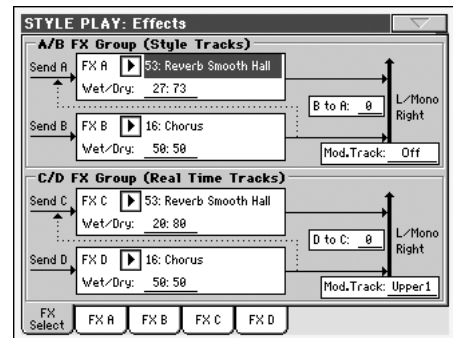 STYLE PLAY: Effects
A/B FX Group (Style Tracks)
Send A
FX A
53: Reverb Smooth Hall
Wet/Dry: 27: 73
B to A: 0
L/Mono
Right
Send B
FX B
16: Chorus
Wet/Dry: 50: 50
Mod.Track: Off
C/D FX Group (Real Time Tracks)
Send C
FX C
53: Reverb Smooth Hall
Wet/Dry: 20: 80
D to C: 0
L/Mono
Right
Send D
FX D
16: Chorus
Wet/Dry: 50: 50
Mod.Track: Upper1
FX
Select
FX A
FX B
FX C
FX D